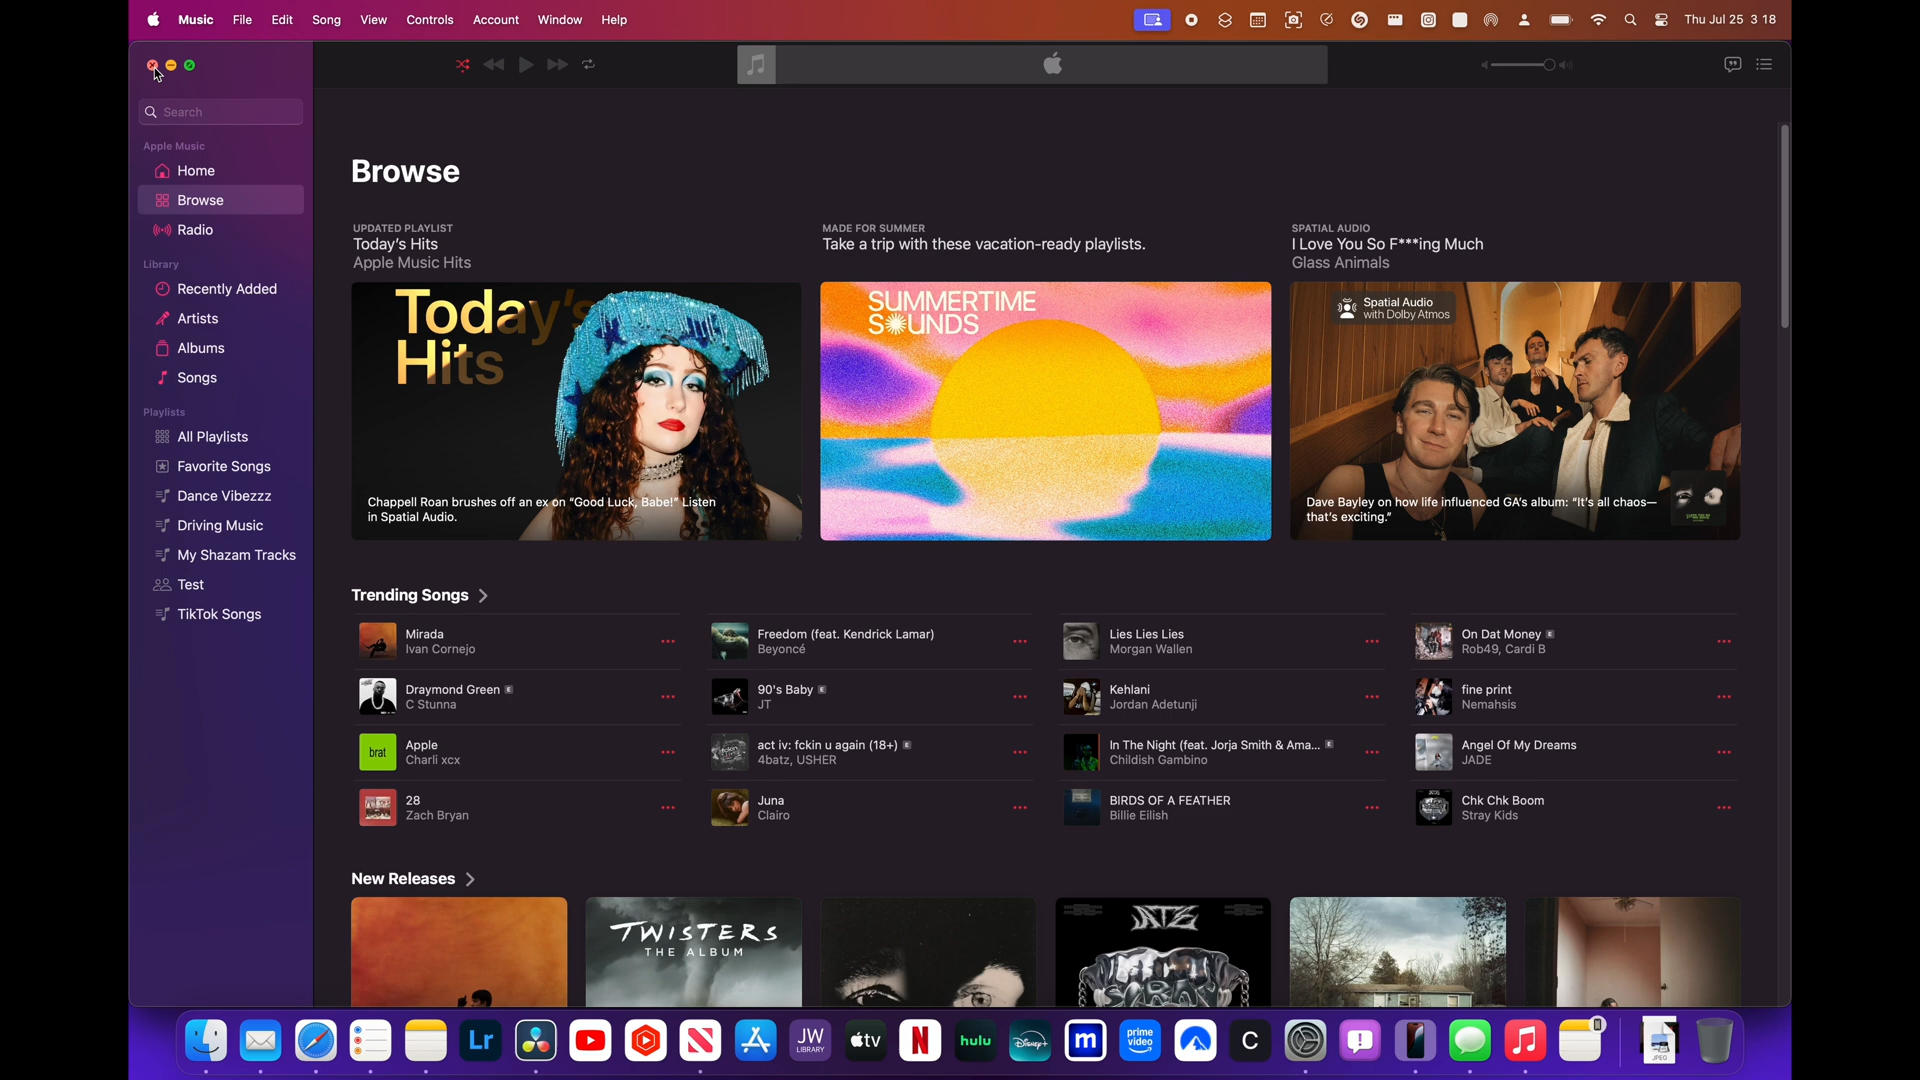 Music File Edit Song View Controls Account Window Help
Thu Jul 25 3 18
Search
Apple Music
Home
Browse
Radio
Library
Recently Added
Artists
Albums
Songs
Playlists
All Playlists
Favorite Songs
Dance Vibezzz
Driving Music
My Shazam Tracks
Test
TikTok Songs
Browse
UPDATED PLAYLIST
Today's Hits
Apple Music Hits
Today's
Hits
Chappell Roan brushes off an ex on "Good Luck, Babe!" Listen
in Spatial Audio.
MADE FOR SUMMER
Take a trip with these vacation-ready playlists.
SUMMERTIME
SOUNDS
SPATIAL AUDIO
I Love You So F***ing Much
Glass Animals
Spatial Audio
with Dolby Atmos
Dave Bayley on how life influenced GA's album: "It's all chaos—
that's exciting."
Trending Songs
Mirada
Ivan Cornejo
Freedom (feat. Kendrick Lamar)
Beyoncé
Lies Lies Lies
Morgan Wallen
On Dat Money E
Rob49, Cardi B
Draymond Green E
C Stunna
90's Baby E
JT
Kehlani
Jordan Adetunji
fine print
Nemahsis
brat
Apple
Charli xcx
act iv: fckin u again (18+) E
4batz, USHER
In The Night (feat. Jorja Smith & Ama... E
Childish Gambino
Angel Of My Dreams
JADE
28
Zach Bryan
Juna
Clairo
BIRDS OF A FEATHER
Billie Eilish
Chk Chk Boom
Stray Kids
New Releases
TWISTERS
THE ALBUM
ATE
STRAY
Lr
JW
LIBRARY
tv
N
hulu
Disney+
m
prime
video
C
JPEG